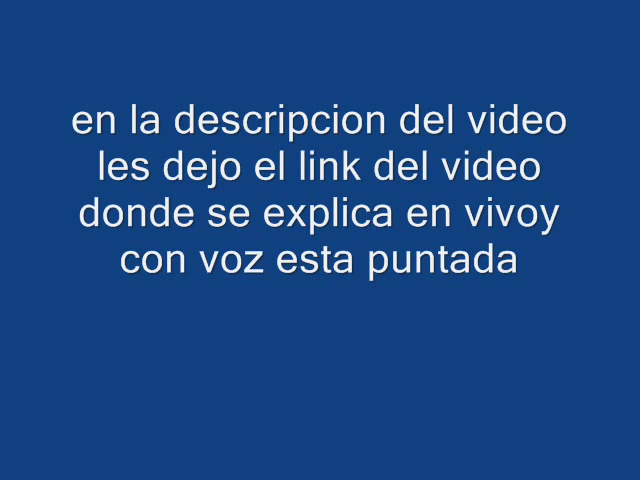 en la descripcion del video
les dejo el link del video
donde se explica en vivoy
con voz esta puntada